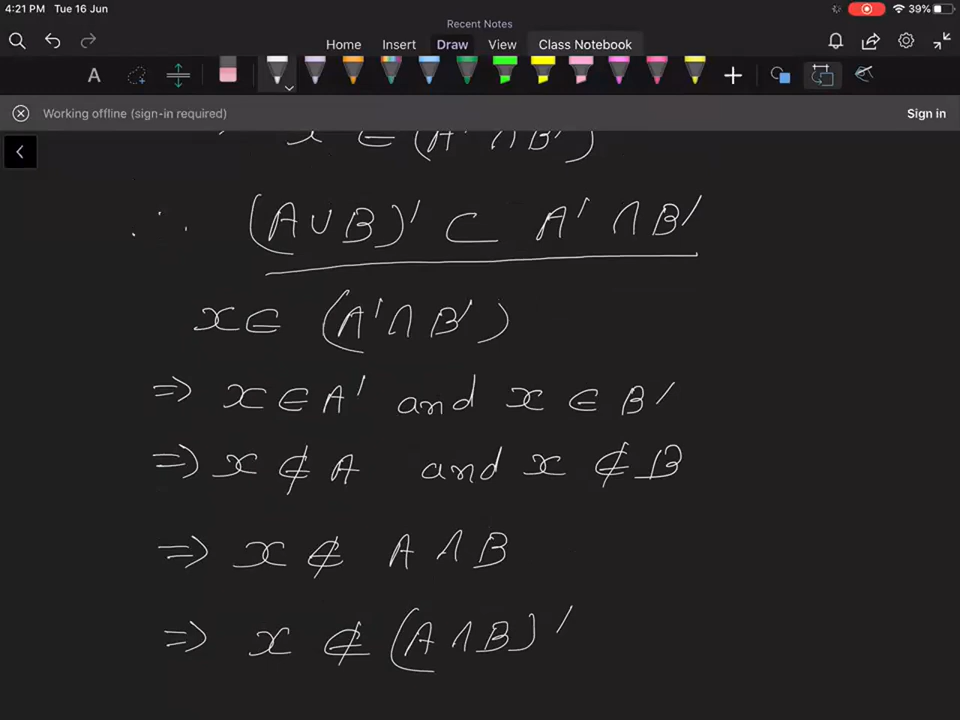 4:21 PM Tue 16 Jun 39%
Recent Notes
Home Insert Draw View Class Notebook
A
Working offline (sign-in required) Sign in
x ∈ (A' ∩ B')
∴ (A∪B)' ⊂ A' ∩ B'
x ∈ (A' ∩ B')
⇒ x ∈ A' and x ∈ B'
⇒ x ∉ A and x ∉ B
⇒ x ∉ A ∩ B
⇒ x ∉ (A ∩ B)'